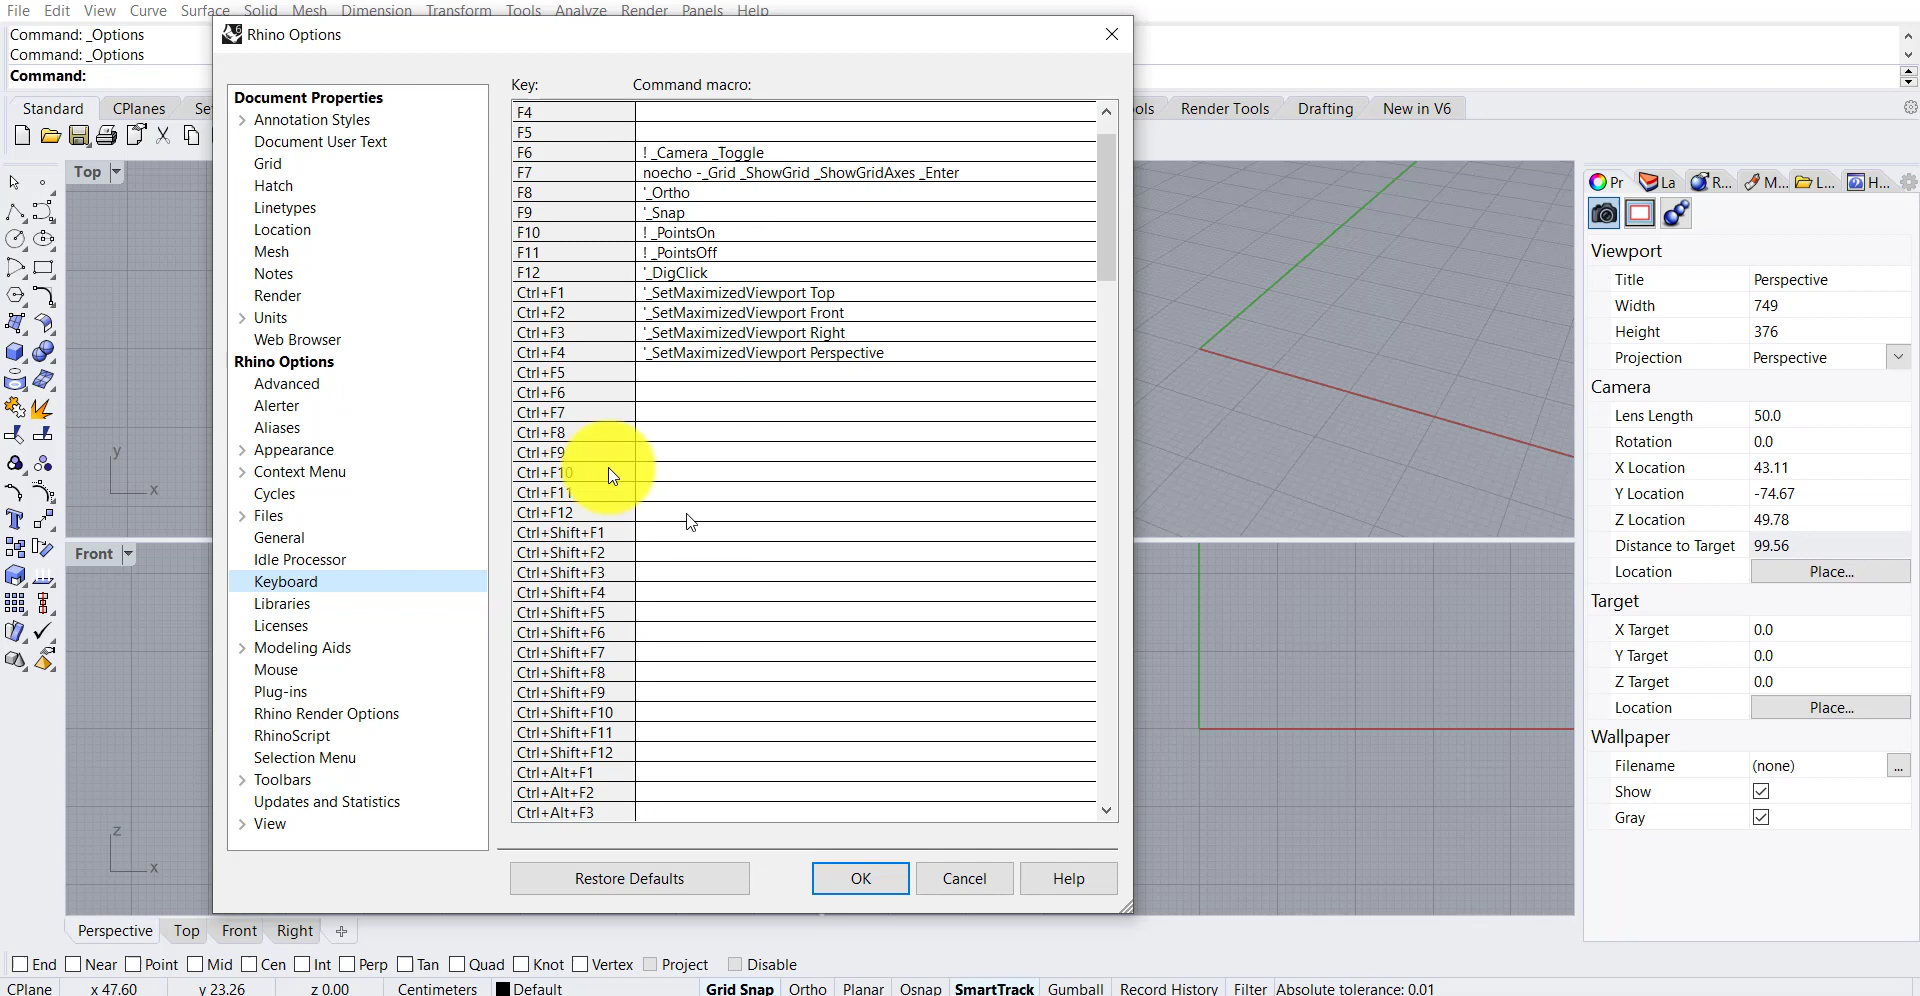 File Edit View Curve Surface Solid Mesh Dimension Transform Tools Analyze Render Panels Help
Command: _Options
Command: _Options
Command:
Rhino Options
Standard CPlanes
Render Tools Drafting New in V6
Document Properties
Annotation Styles
Document User Text
Grid
Hatch
Linetypes
Location
Mesh
Notes
Render
Units
Web Browser
Rhino Options
Advanced
Alerter
Aliases
Appearance
Context Menu
Cycles
Files
General
Idle Processor
Keyboard
Libraries
Licenses
Modeling Aids
Mouse
Plug-ins
Rhino Render Options
RhinoScript
Selection Menu
Toolbars
Updates and Statistics
View
Key: Command macro:
F4
F5
F6 ! _Camera _Toggle
F7 noecho -_Grid _ShowGrid _ShowGridAxes _Enter
F8 '_Ortho
F9 '_Snap
F10 ! _PointsOn
F11 ! _PointsOff
F12 '_DigClick
Ctrl+F1 '_SetMaximizedViewport Top
Ctrl+F2 '_SetMaximizedViewport Front
Ctrl+F3 '_SetMaximizedViewport Right
Ctrl+F4 '_SetMaximizedViewport Perspective
Ctrl+F5
Ctrl+F6
Ctrl+F7
Ctrl+F8
Ctrl+F9
Ctrl+F10
Ctrl+F11
Ctrl+F12
Ctrl+Shift+F1
Ctrl+Shift+F2
Ctrl+Shift+F3
Ctrl+Shift+F4
Ctrl+Shift+F5
Ctrl+Shift+F6
Ctrl+Shift+F7
Ctrl+Shift+F8
Ctrl+Shift+F9
Ctrl+Shift+F10
Ctrl+Shift+F11
Ctrl+Shift+F12
Ctrl+Alt+F1
Ctrl+Alt+F2
Ctrl+Alt+F3
Restore Defaults OK Cancel Help
Top
y
x
Front
z
x
Pr La R... M... L... H...
Viewport
Title Perspective
Width 749
Height 376
Projection Perspective
Camera
Lens Length 50.0
Rotation 0.0
X Location 43.11
Y Location -74.67
Z Location 49.78
Distance to Target 99.56
Location Place...
Target
X Target 0.0
Y Target 0.0
Z Target 0.0
Location Place...
Wallpaper
Filename (none) ...
Show
Gray
Perspective Top Front Right
End Near Point Mid Cen Int Perp Tan Quad Knot Vertex Project Disable
CPlane x 47.60 y 23.26 z 0.00 Centimeters Default Grid Snap Ortho Planar Osnap SmartTrack Gumball Record History Filter Absolute tolerance: 0.01